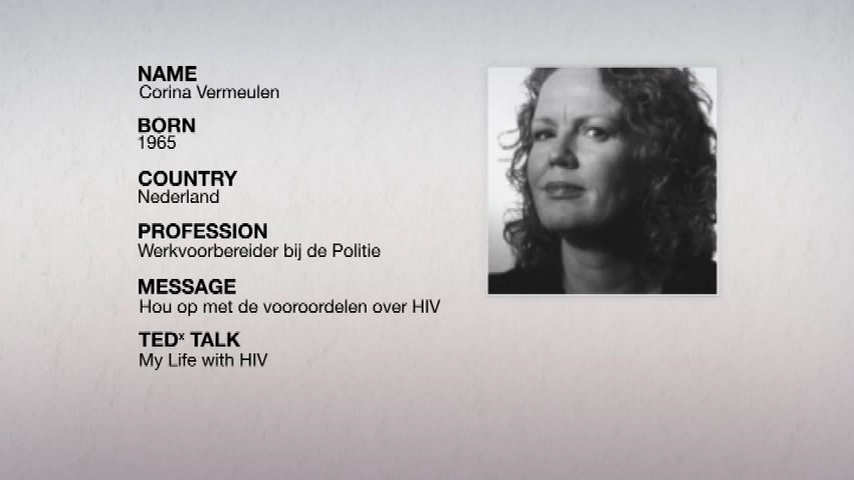 NAME
Corina Vermeulen
BORN
1965
COUNTRY
Nederland
PROFESSION
Werkvoorbereider bij de Politie
MESSAGE
Hou op met de vooroordelen over HIV
TEDx TALK
My Life with HIV